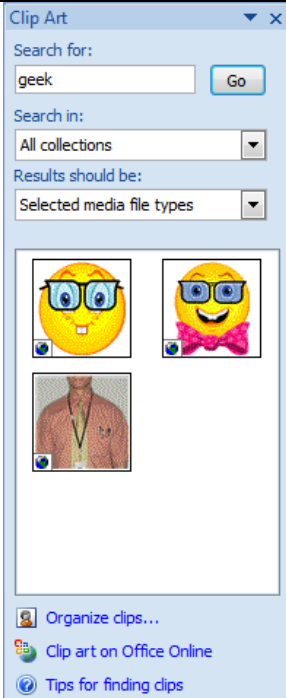 Clip Art
Search for:
geek
Go
Search in:
All collections
Results should be:
Selected media file types
Organize clips...
Clip art on Office Online
Tips for finding clips